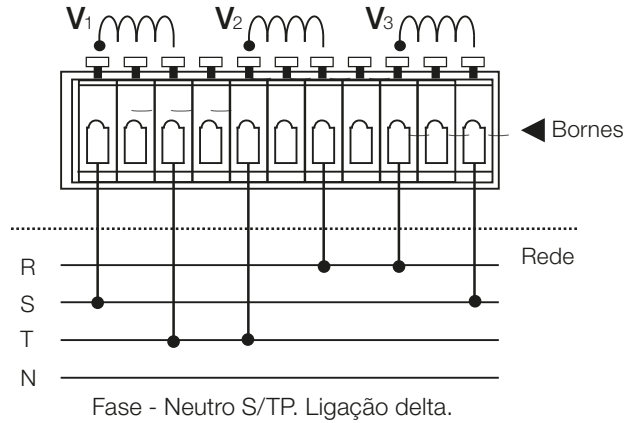 V1 V2 V3
Bornes
Rede
R
S
T
N
Fase - Neutro S/TP. Ligação delta.